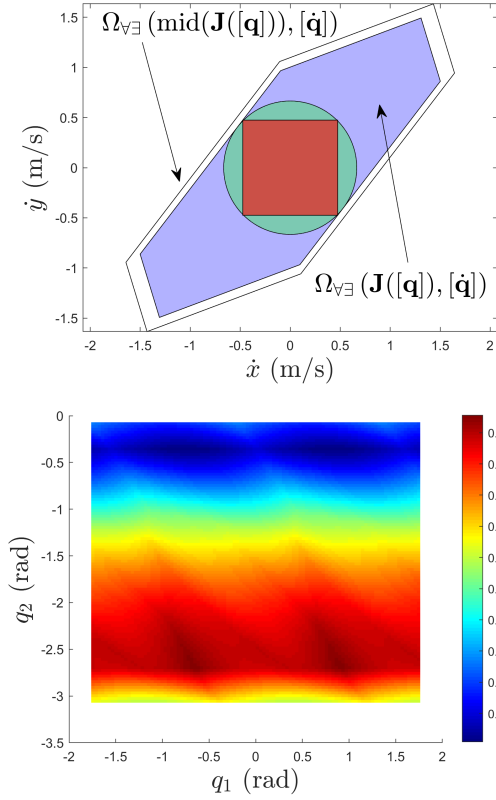 Ω∀∃ (mid(J([q])), [q̇])
1.5
1
0.5
0
-0.5
-1
-1.5
ẏ (m/s)
Ω∀∃ (J([q]), [q̇])
-2 -1.5 -1 -0.5 0 0.5 1 1.5 2
ẋ (m/s)
0
-0.5
-1
-1.5
-2
-2.5
-3
-3.5
q2 (rad)
-2 -1.5 -1 -0.5 0 0.5 1 1.5 2
q1 (rad)